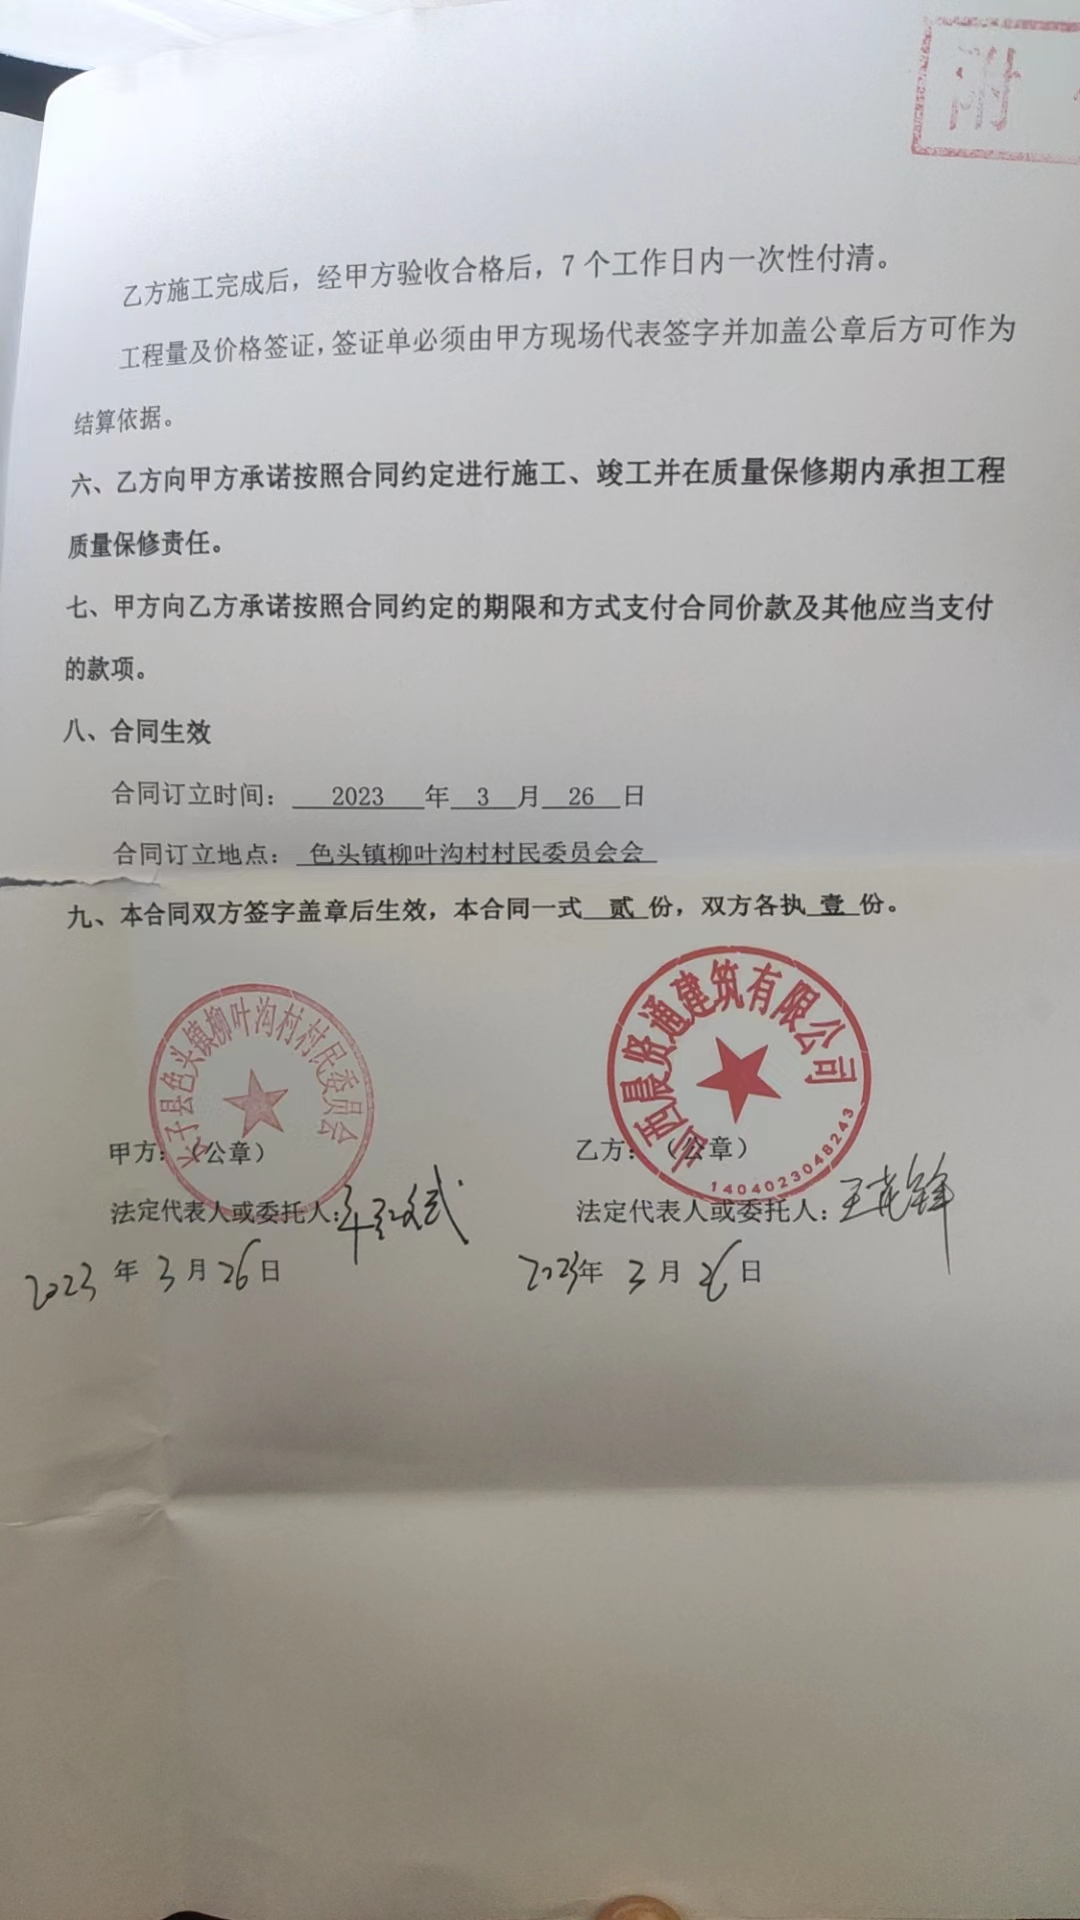 附
乙方施工完成后，经甲方验收合格后，7个工作日内一次性付清。
工程量及价格签证，签证单必须由甲方现场代表签字并加盖公章后方可作为
结算依据。
六、乙方向甲方承诺按照合同约定进行施工、竣工并在质量保修期内承担工程
质量保修责任。
七、甲方向乙方承诺按照合同约定的期限和方式支付合同价款及其他应当支付
的款项。
八、合同生效
合同订立时间：2023 年 3 月 26 日
合同订立地点：色头镇柳叶沟村村民委员会会
九、本合同双方签字盖章后生效，本合同一式 贰 份，双方各执 壹 份。
长子县色头镇柳叶沟村村民委员会
山西晨贤通建筑有限公司
1404023048243
甲方：（公章） 乙方：（公章）
法定代表人或委托人： 法定代表人或委托人：王
2023 年 3 月 26 日 2023年 3 月 26 日